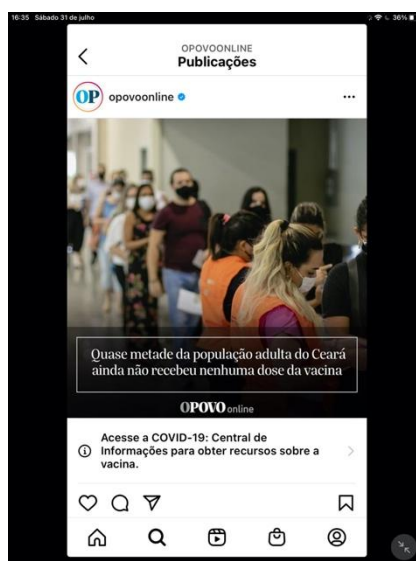 16:35 Sábado 31 de julho
36%
OPOVOONLINE
Publicações
OP opovoonline
Quase metade da população adulta do Ceará
ainda não recebeu nenhuma dose da vacina
OPOVO online
Acesse a COVID-19: Central de
Informações para obter recursos sobre a
vacina.